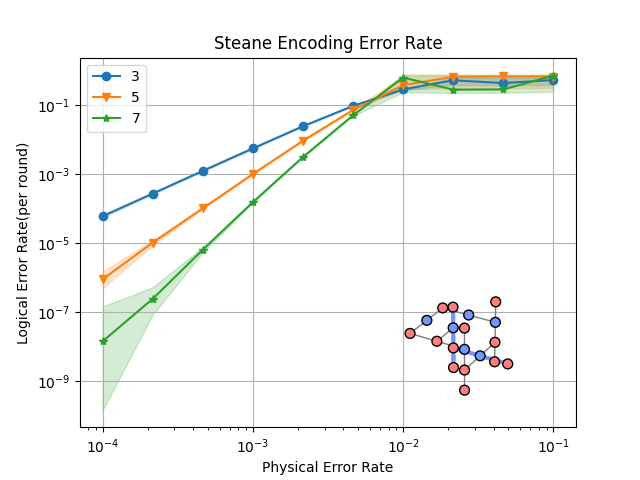 Steane Encoding Error Rate
3
5
7
Logical Error Rate(per round)
10⁻¹
10⁻³
10⁻⁵
10⁻⁷
10⁻⁹
10⁻⁴ 10⁻³ 10⁻² 10⁻¹
Physical Error Rate